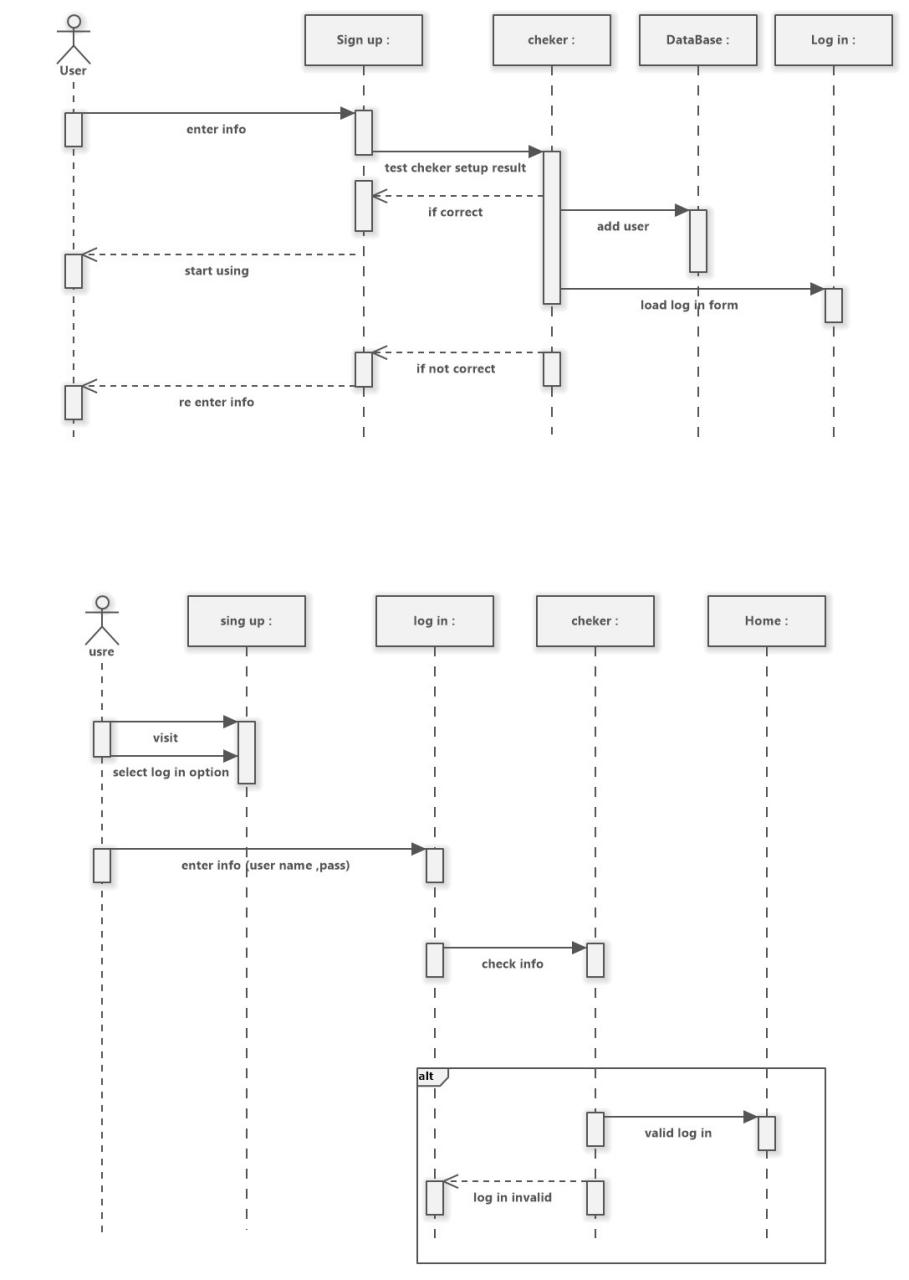 User
Sign up :
cheker :
DataBase :
Log in :
enter info
test cheker setup result
if correct
add user
start using
load log in form
if not correct
re enter info
usre
sing up :
log in :
cheker :
Home :
visit
select log in option
enter info (user name ,pass)
check info
alt
valid log in
log in invalid